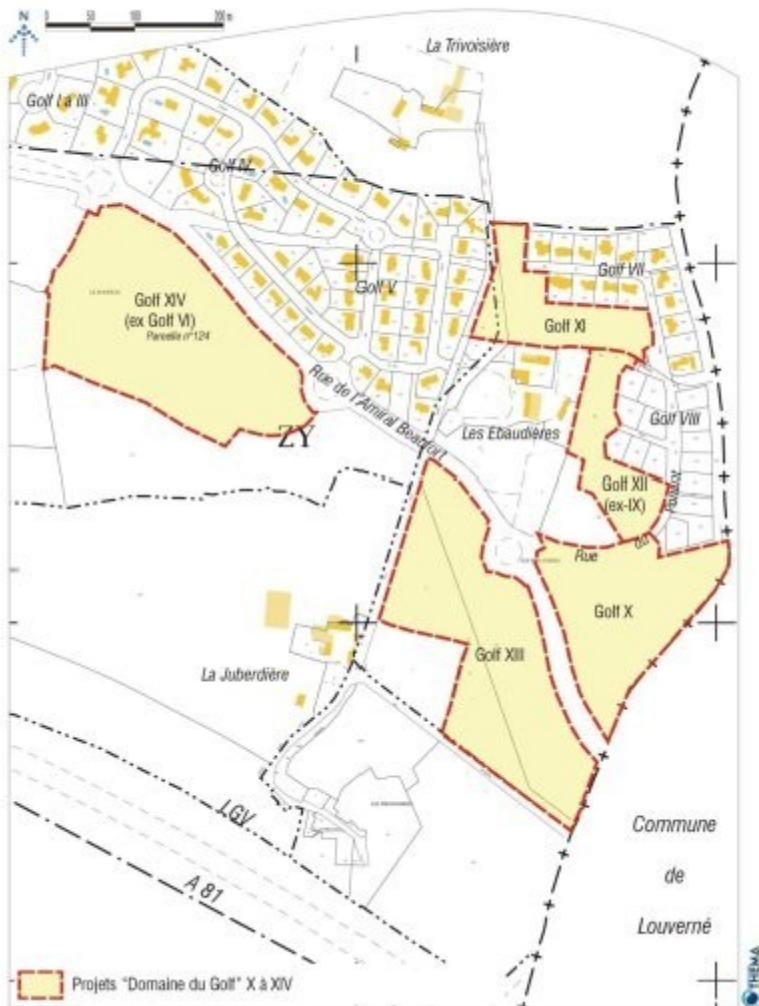 N
0 50 100 200 m
La Trivoisière
Golf I à III
Golf IV
Golf VII
Golf V
Golf XIV
(ex Golf VI)
Parcelle n°124
Golf XI
Rue de l'Amiral Beaufort
Golf VIII
ZY
Les Ebaudières
Golf XII
(ex-IX)
Rue du
Golf X
Golf XIII
La Juberdière
LGV
A 81
Commune
de
Louverné
Projets "Domaine du Golf" X à XIV
THEMA